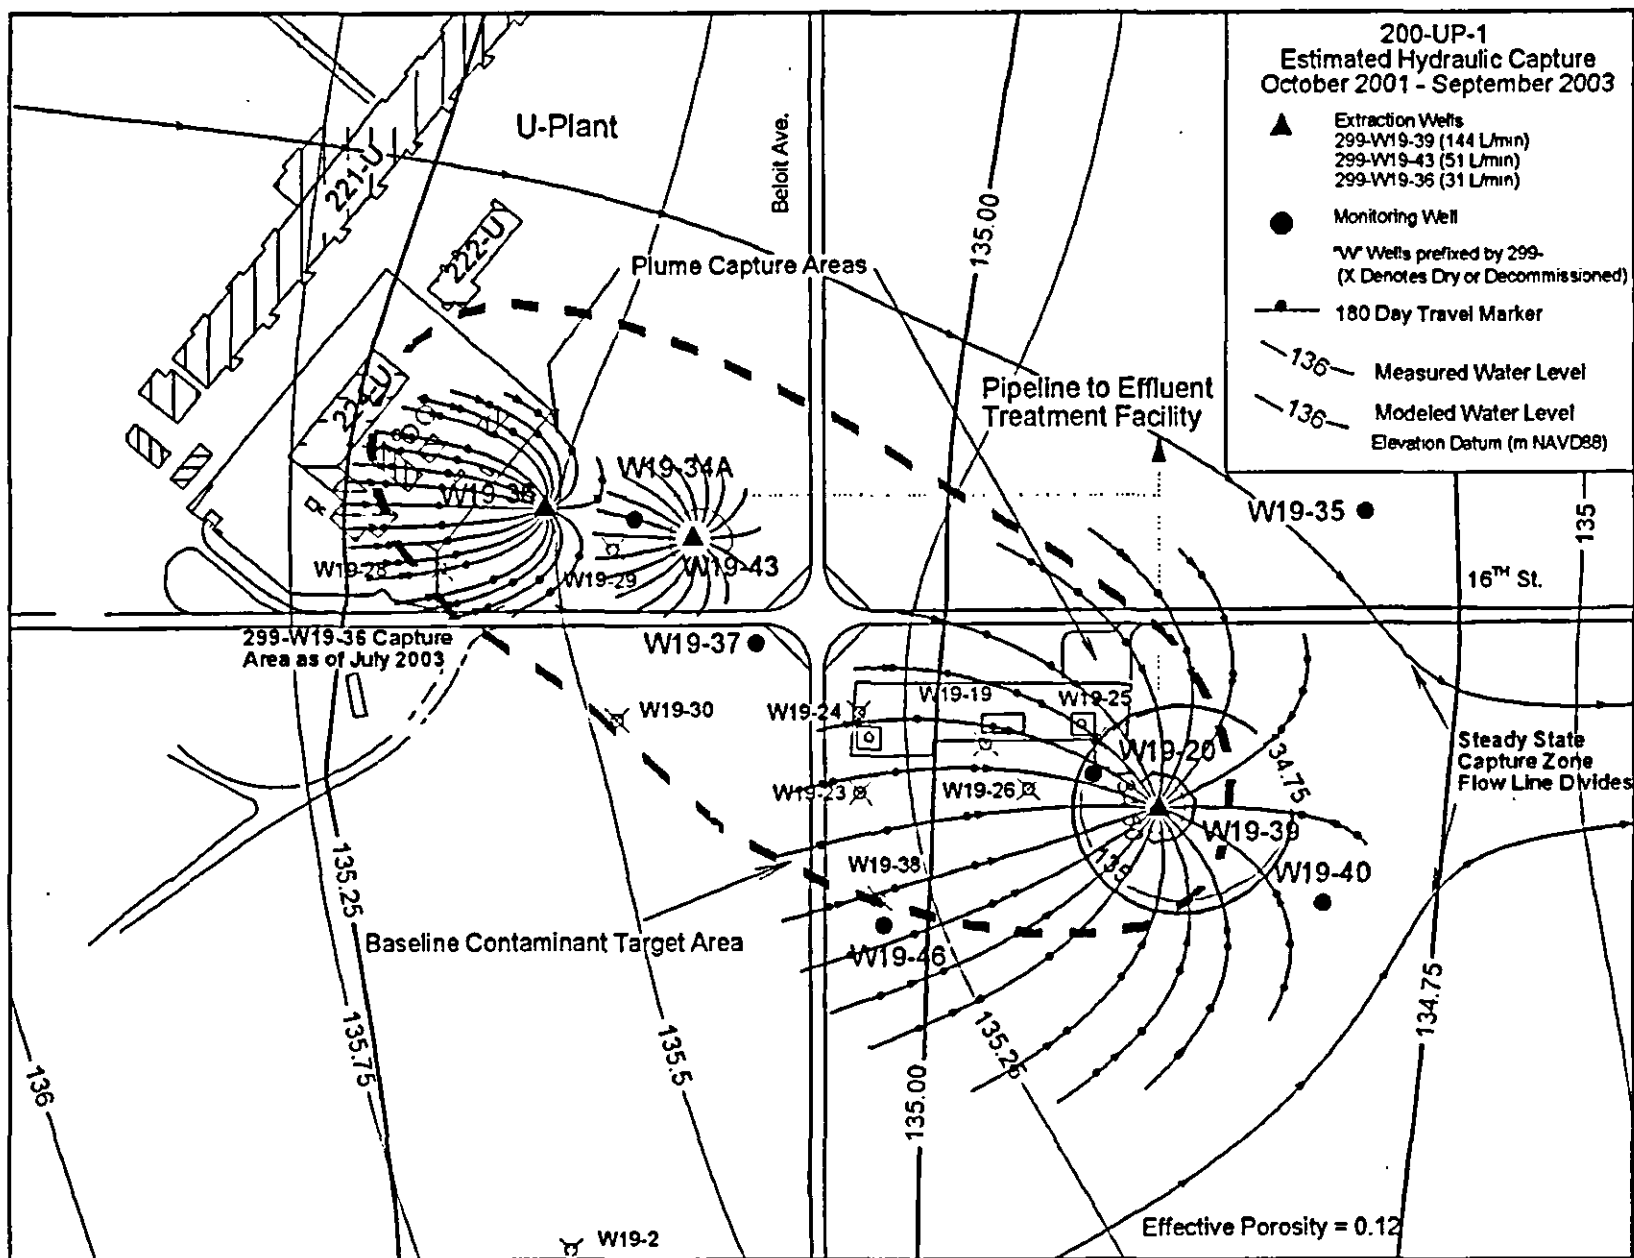 200-UP-1
Estimated Hydraulic Capture
October 2001 - September 2003
Extraction Wells
299-W19-39 (144 L/min)
299-W19-43 (51 L/min)
299-W19-36 (31 L/min)
Monitoring Well
"W" Wells prefixed by 299-
(X Denotes Dry or Decommissioned)
180 Day Travel Marker
136
Measured Water Level
136
Modeled Water Level
Elevation Datum (m NAVD88)
U-Plant
Beloit Ave.
221-U
222-U
135.00
Plume Capture Areas
Pipeline to Effluent
Treatment Facility
W19-36
W19-34A
W19-35
135
W19-43
W19-28
W19-29
16TH St.
299-W19-36 Capture
Area as of July 2003
W19-37
W19-30
W19-24
W19-19
W19-25
W19-20
34.75
Steady State
Capture Zone
Flow Line Divides
W19-23
W19-26
W19-39
135
W19-38
W19-40
135.25
Baseline Contaminant Target Area
W19-46
134.75
135.75
135.5
135.25
136
135.00
Effective Porosity = 0.12
W19-2